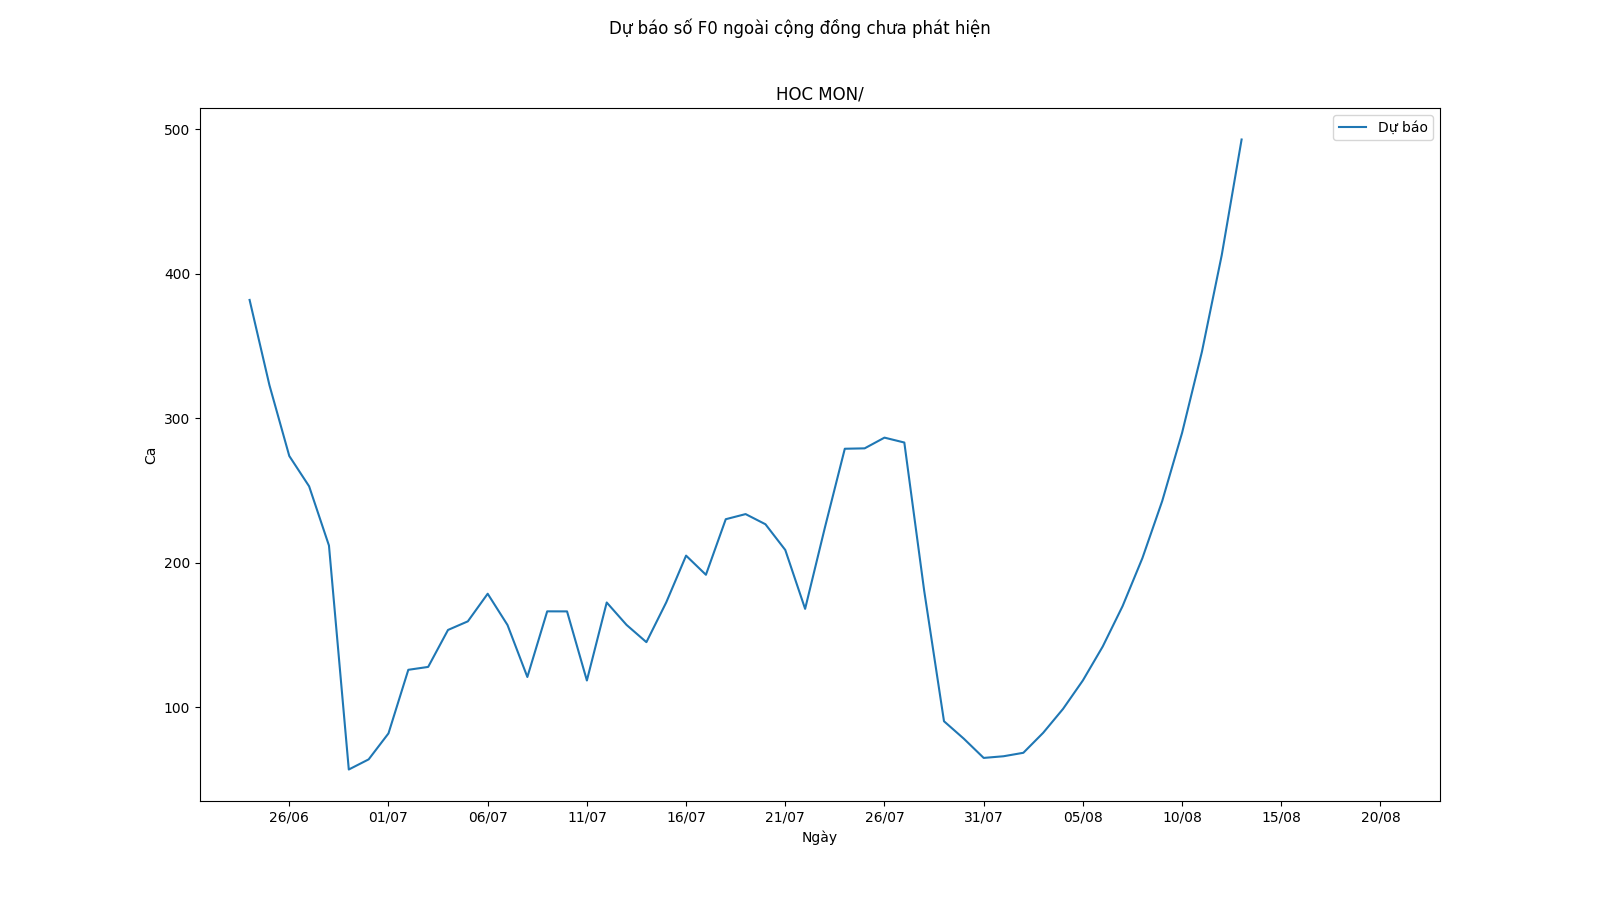 Dự báo số F0 ngoài cộng đồng chưa phát hiện
HOC MON/
Dự báo
500
400
300
200
100
Ca
26/06 01/07 06/07 11/07 16/07 21/07 26/07 31/07 05/08 10/08 15/08 20/08
Ngày